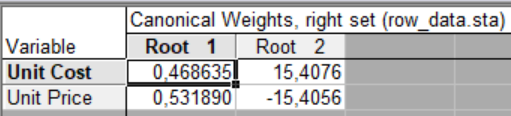 Canonical Weights, right set (row_data.sta)
Variable Root 1 Root 2
Unit Cost 0,468635 15,4076
Unit Price 0,531890 -15,4056